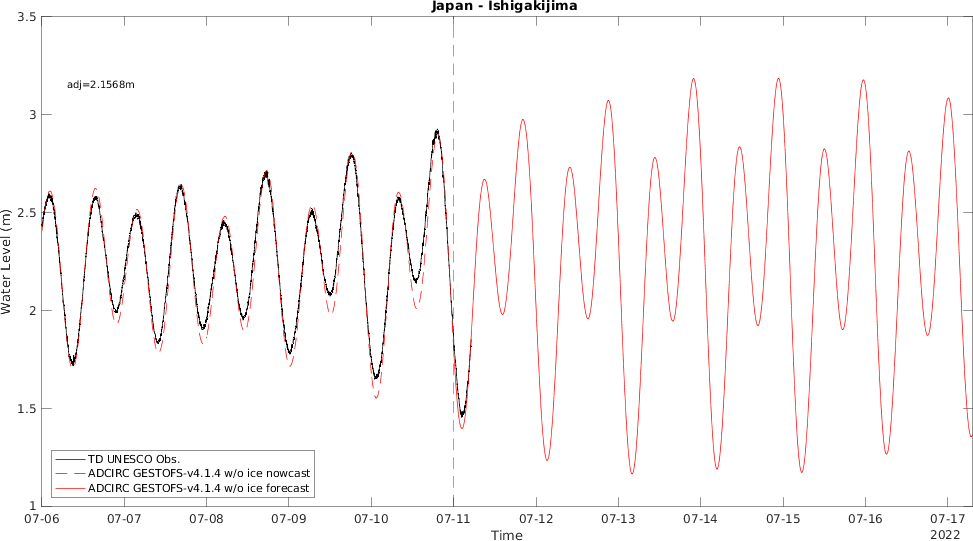 Japan - Ishigakijima
3.5
3
2.5
2
1.5
1
Water Level (m)
adj=2.1568m
TD UNESCO Obs.
ADCIRC GESTOFS-v4.1.4 w/o ice nowcast
ADCIRC GESTOFS-v4.1.4 w/o ice forecast
07-06 07-07 07-08 07-09 07-10 07-11 07-12 07-13 07-14 07-15 07-16 07-17
Time
2022